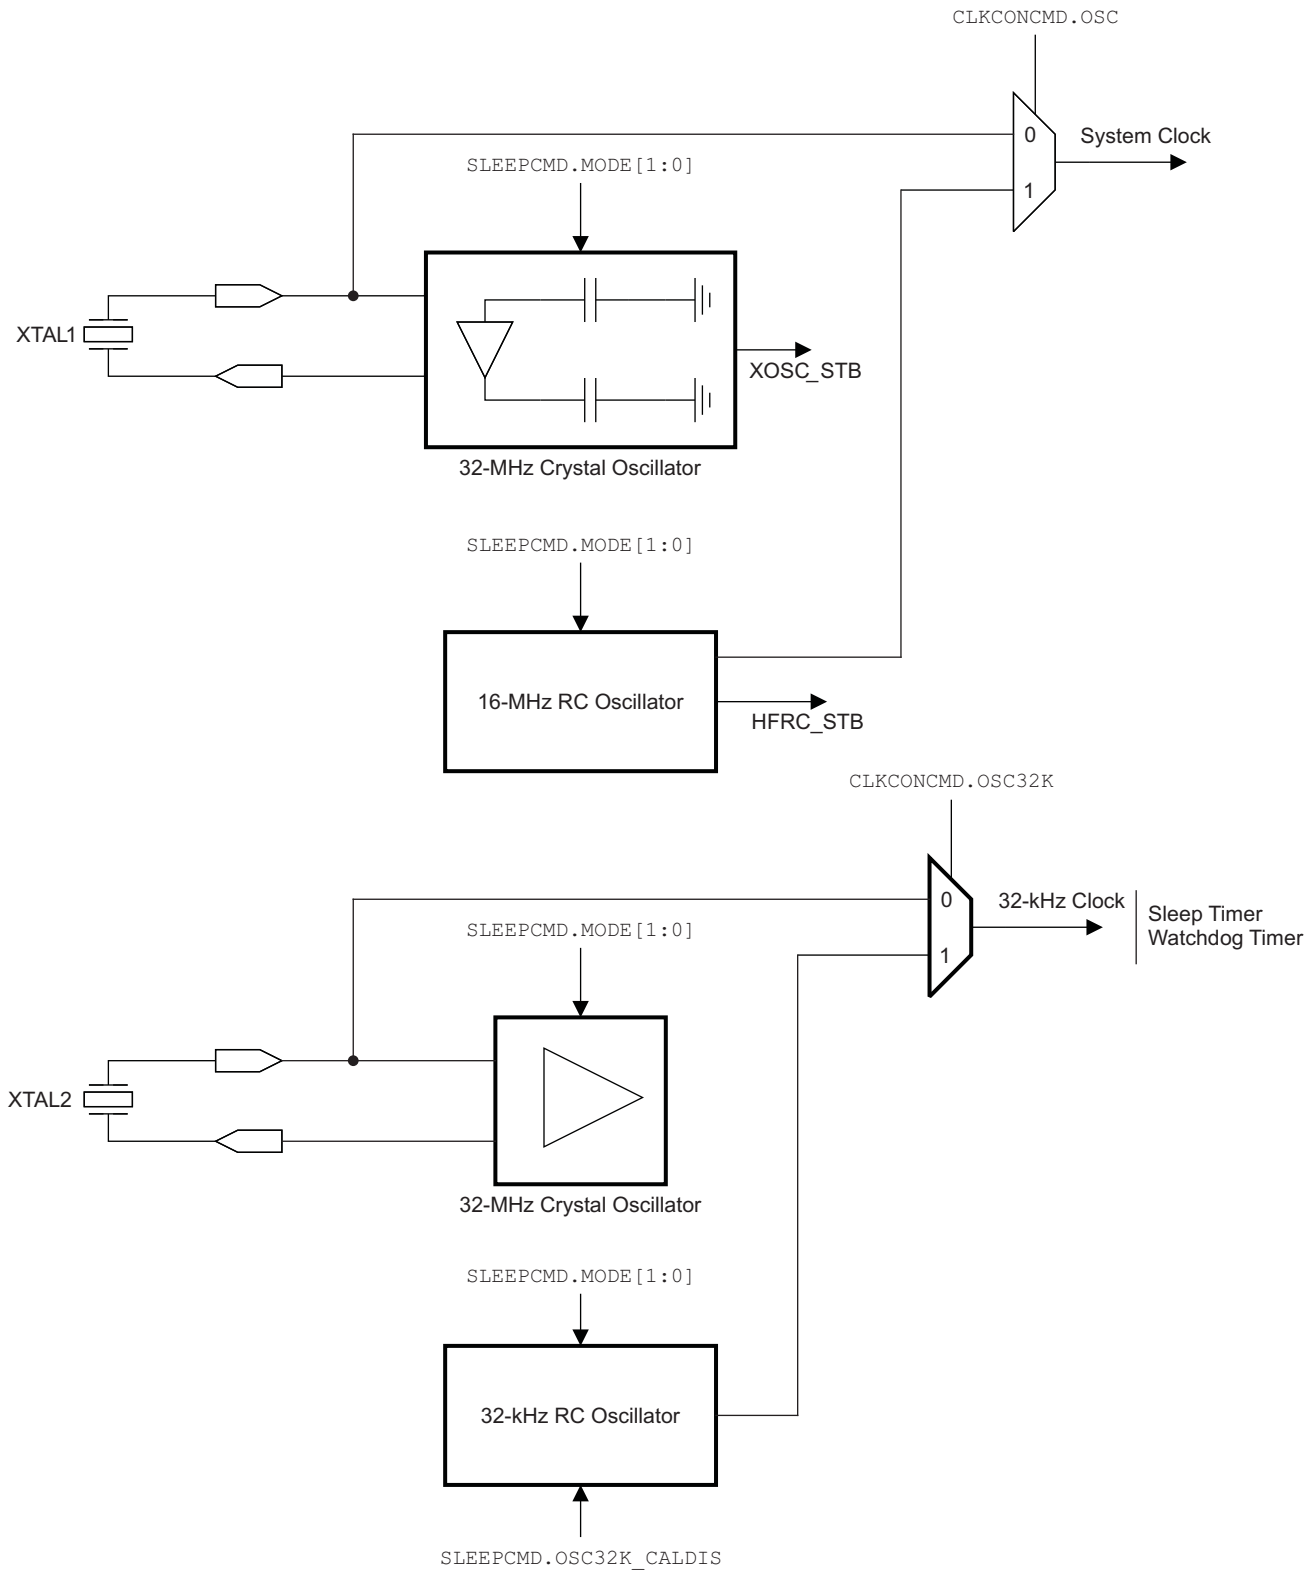 CLKCONCMD.OSC
0
System Clock
SLEEPCMD.MODE[1:0]
1
XTAL1
XOSC_STB
32-MHz Crystal Oscillator
SLEEPCMD.MODE[1:0]
16-MHz RC Oscillator
HFRC_STB
CLKCONCMD.OSC32K
0
32-kHz Clock
Sleep Timer
Watchdog Timer
SLEEPCMD.MODE[1:0]
1
XTAL2
32-MHz Crystal Oscillator
SLEEPCMD.MODE[1:0]
32-kHz RC Oscillator
SLEEPCMD.OSC32K_CALDIS